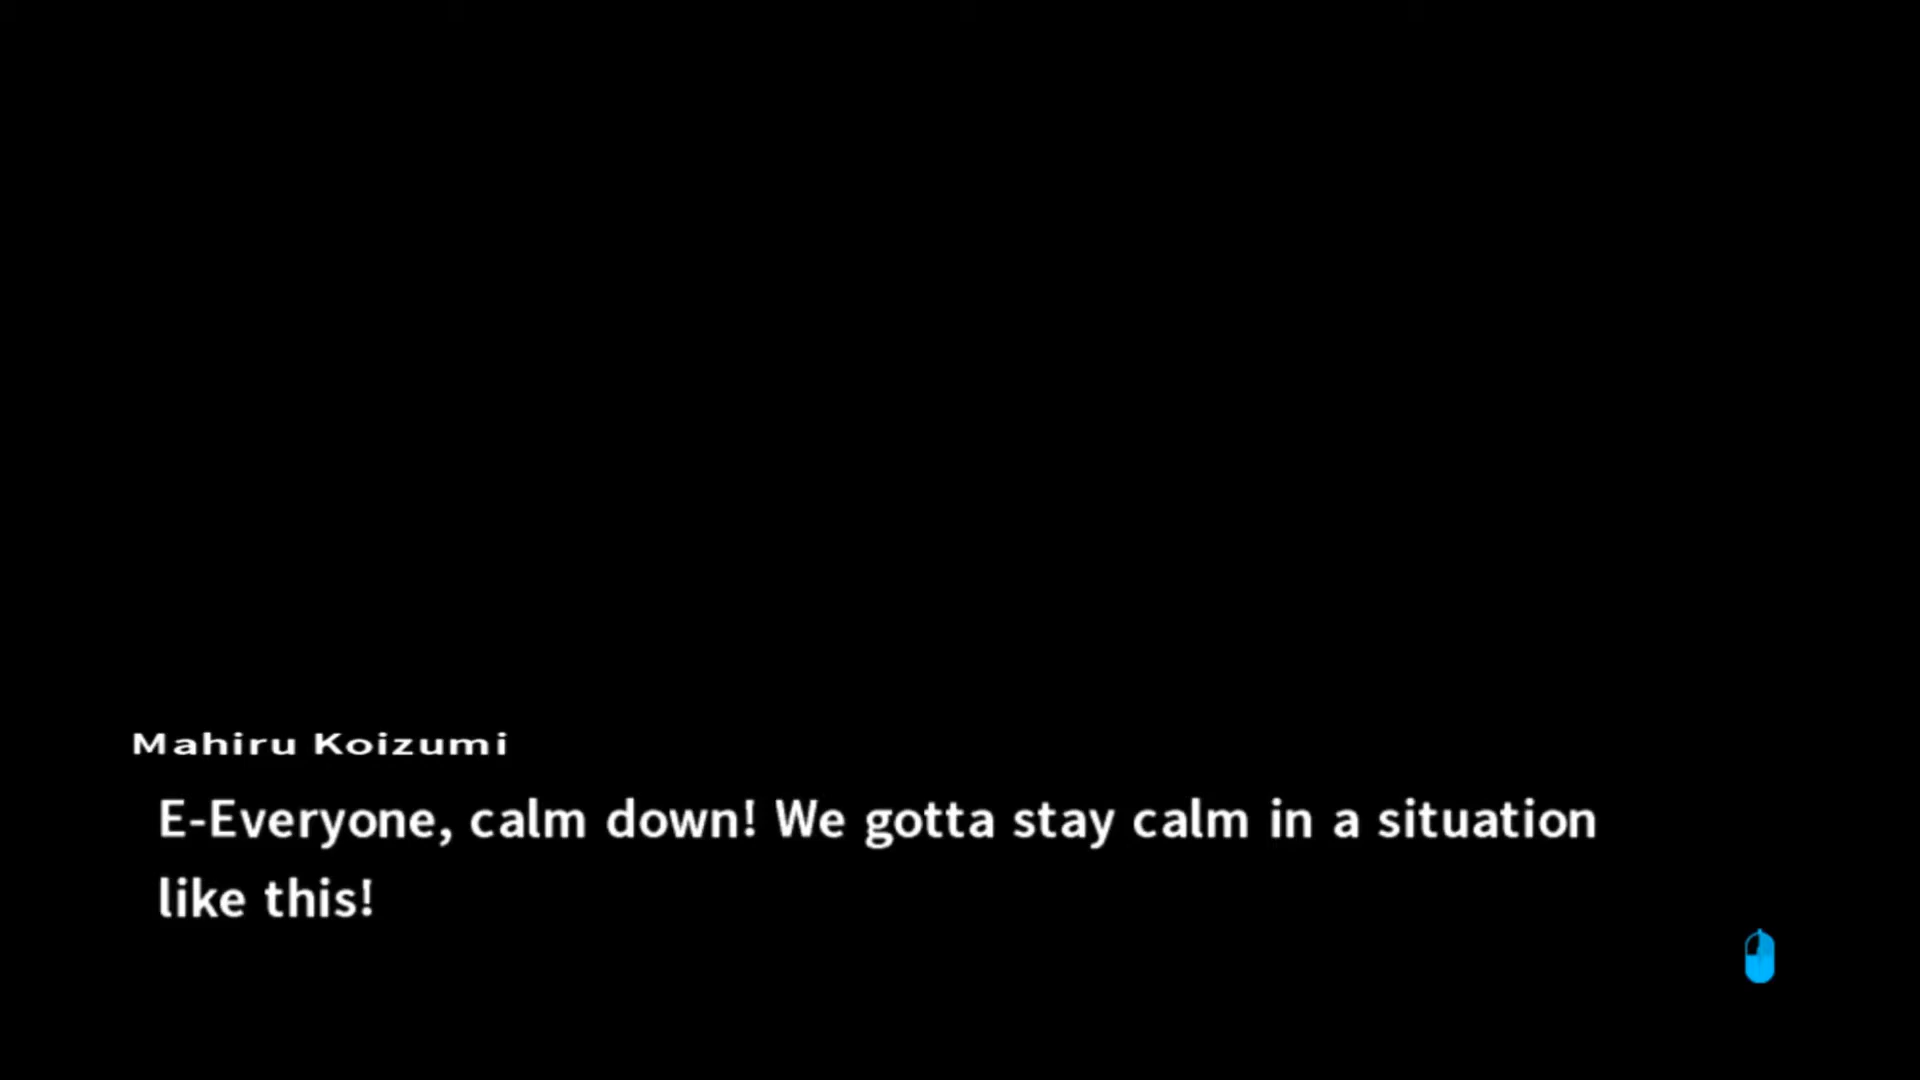 Mahiru Koizumi
E-Everyone, calm down! We gotta stay calm in a situation
like this!